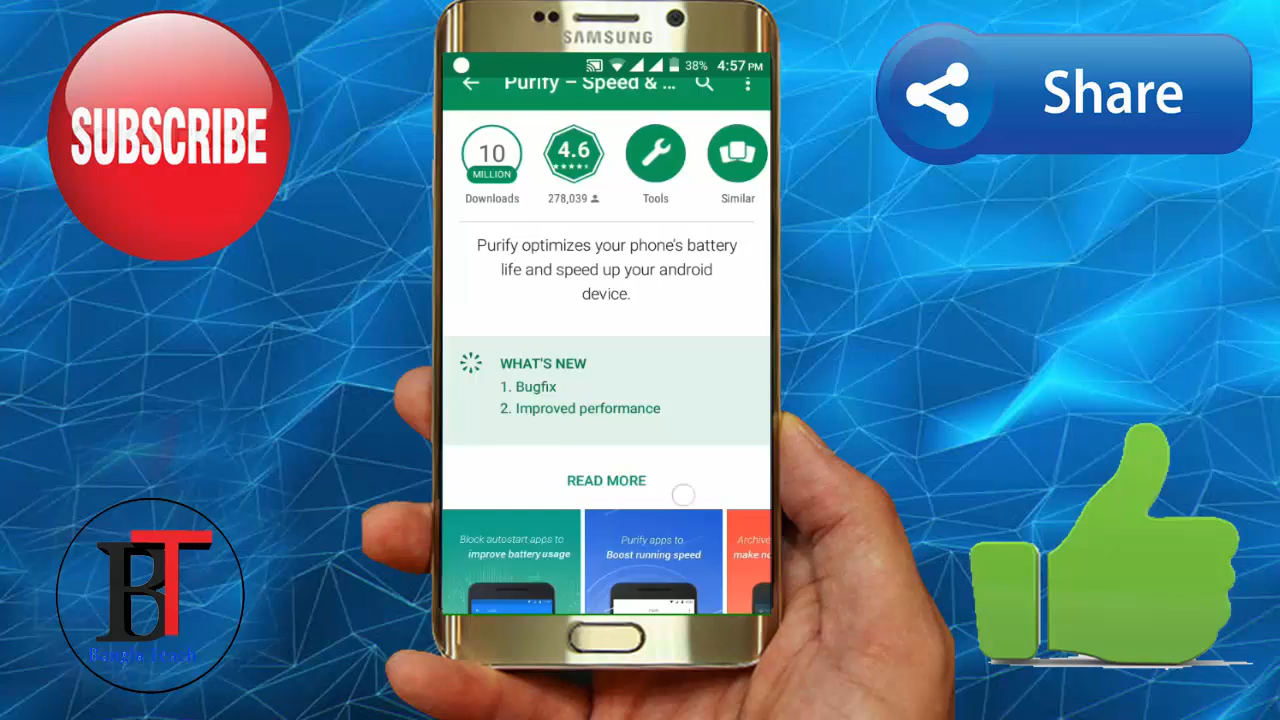 SUBSCRIBE
SAMSUNG
38% 4:57 PM
Purify – Speed & ...
Share
10
MILLION
Downloads
4.6
278,039
Tools
Similar
Purify optimizes your phone's battery
life and speed up your android
device.
WHAT'S NEW
1. Bugfix
2. Improved performance
READ MORE
Block autostart apps to
improve battery usage
Purify apps to
Boost running speed
Archive
BT